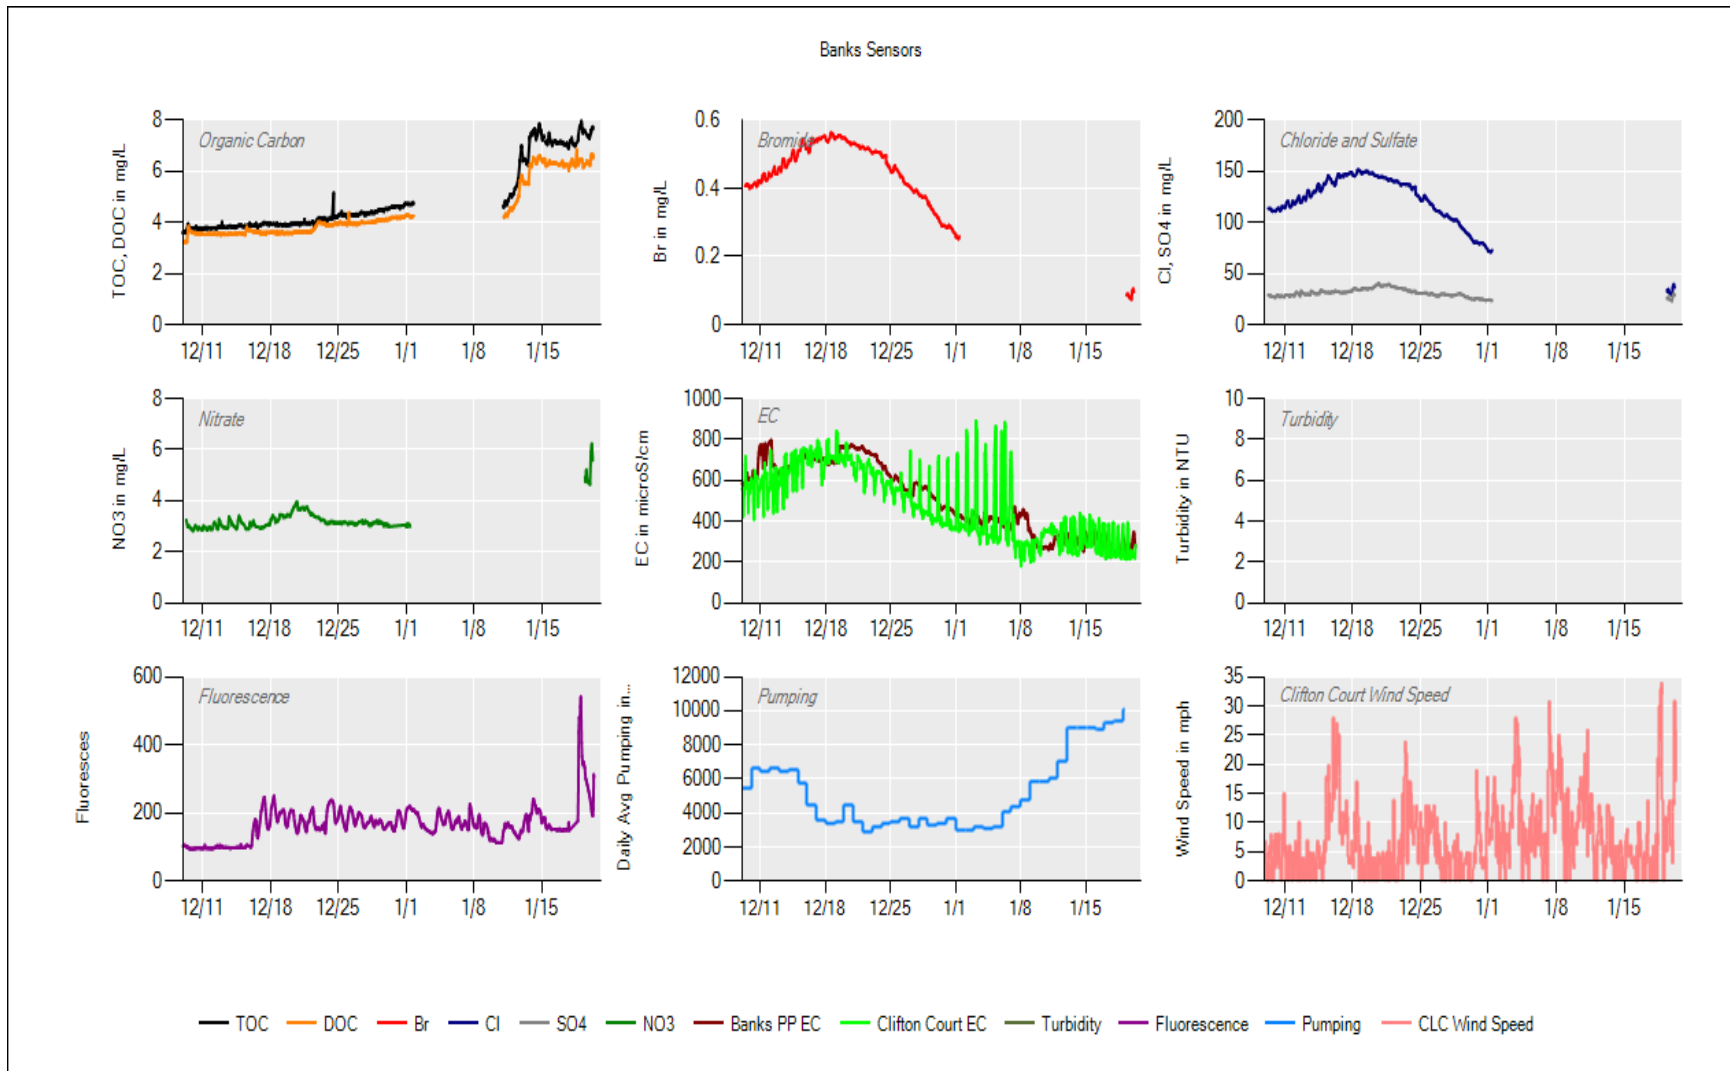 Banks Sensors
Organic Carbon
TOC, DOC in mg/L
8
6
4
2
0
12/11 12/18 12/25 1/1 1/8 1/15
Bromide
Br in mg/L
0.6
0.4
0.2
0
12/11 12/18 12/25 1/1 1/8 1/15
Chloride and Sulfate
Cl, SO4 in mg/L
200
150
100
50
0
12/11 12/18 12/25 1/1 1/8 1/15
Nitrate
NO3 in mg/L
8
6
4
2
0
12/11 12/18 12/25 1/1 1/8 1/15
EC
EC in microS/cm
1000
800
600
400
200
0
12/11 12/18 12/25 1/1 1/8 1/15
Turbidity
Turbidity in NTU
10
8
6
4
2
0
12/11 12/18 12/25 1/1 1/8 1/15
Fluorescence
Fluoresces
600
400
200
0
12/11 12/18 12/25 1/1 1/8 1/15
Pumping
Daily Avg Pumping in...
12000
10000
8000
6000
4000
2000
0
12/11 12/18 12/25 1/1 1/8 1/15
Clifton Court Wind Speed
Wind Speed in mph
35
30
25
20
15
10
5
0
12/11 12/18 12/25 1/1 1/8 1/15
TOC DOC Br Cl SO4 NO3 Banks PP EC Clifton Court EC Turbidity Fluorescence Pumping CLC Wind Speed